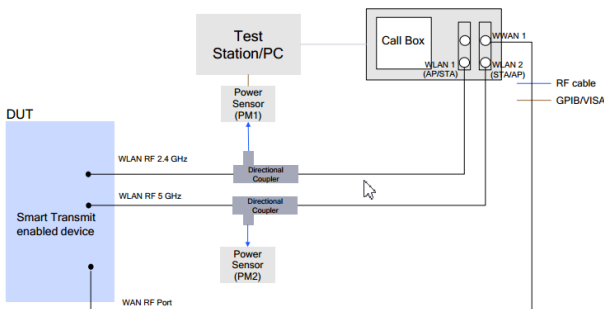 Test
Station/PC
Call Box
WWAN 1
WLAN 1
(AP/STA)
WLAN 2
(STA/AP)
RF cable
GPIB/VISA
Power
Sensor
(PM1)
DUT
WLAN RF 2.4 GHz
Directional
Coupler
WLAN RF 5 GHz
Directional
Coupler
Smart Transmit
enabled device
Power
Sensor
(PM2)
WAN RF Port